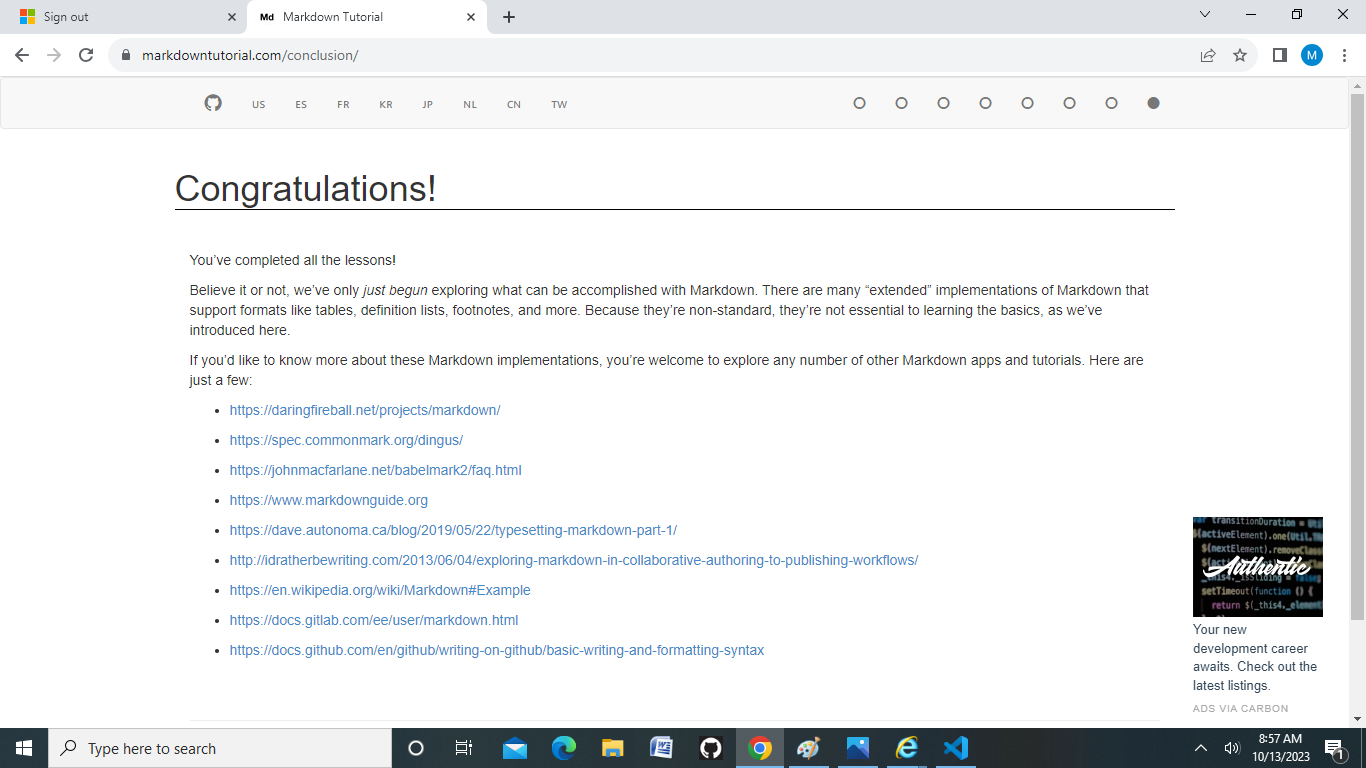 Sign out
Md Markdown Tutorial
markdowntutorial.com/conclusion/
M
US ES FR KR JP NL CN TW
Congratulations!
You’ve completed all the lessons!
Believe it or not, we’ve only just begun exploring what can be accomplished with Markdown. There are many “extended” implementations of Markdown that
support formats like tables, definition lists, footnotes, and more. Because they’re non-standard, they’re not essential to learning the basics, as we’ve
introduced here.
If you’d like to know more about these Markdown implementations, you’re welcome to explore any number of other Markdown apps and tutorials. Here are
just a few:
https://daringfireball.net/projects/markdown/
https://spec.commonmark.org/dingus/
https://johnmacfarlane.net/babelmark2/faq.html
https://www.markdownguide.org
https://dave.autonoma.ca/blog/2019/05/22/typesetting-markdown-part-1/
http://idratherbewriting.com/2013/06/04/exploring-markdown-in-collaborative-authoring-to-publishing-workflows/
https://en.wikipedia.org/wiki/Markdown#Example
https://docs.gitlab.com/ee/user/markdown.html
https://docs.github.com/en/github/writing-on-github/basic-writing-and-formatting-syntax
var transitionDuration =
$(activeElement).one(
$(nextElement).
Authentic
setTimeout(function () {
return $(_this4.
Your new
development career
awaits. Check out the
latest listings.
ADS VIA CARBON
Type here to search
8:57 AM
10/13/2023
1